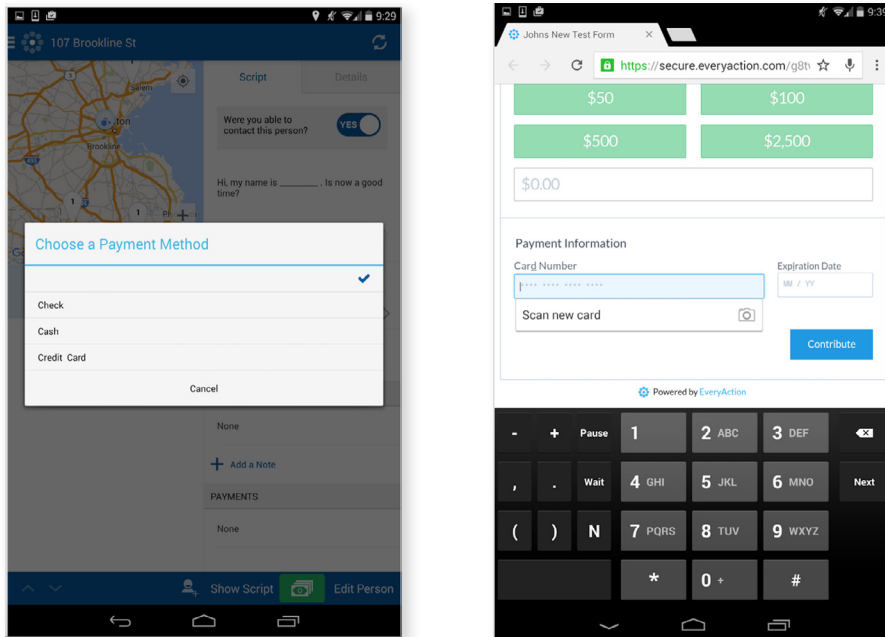 9:29
107 Brookline St
Script
Details
Salem
Brookline
Were you able to
contact this person?
YES
Hi, my name is ________ . Is now a good
time?
Choose a Payment Method
Check
Cash
Credit Card
Cancel
None
Add a Note
PAYMENTS
None
Show Script
Edit Person
9:39
Johns New Test Form
https://secure.everyaction.com/g8t
$50
$100
$500
$2,500
$0.00
Payment Information
Card Number
Expiration Date
MM / YY
Scan new card
Contribute
Powered by EveryAction
- + Pause 1 2 ABC 3 DEF
, . Wait 4 GHI 5 JKL 6 MNO Next
( ) N 7 PQRS 8 TUV 9 WXYZ
* 0 + #